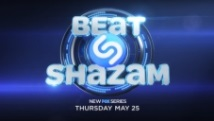 BEAT
SHAZAM
NEW FOX SERIES
THURSDAY MAY 25